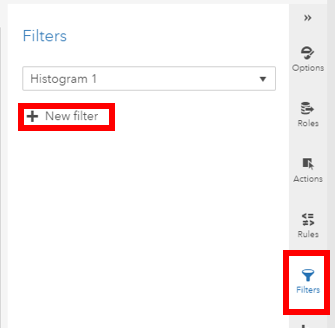 Filters
Histogram 1
New filter
Options
Roles
Actions
Rules
Filters